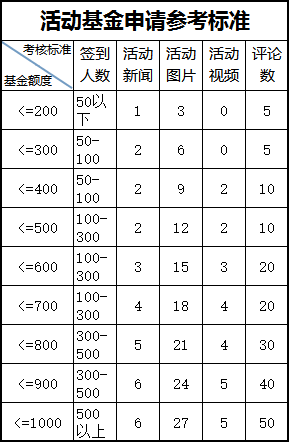 活动基金申请参考标准
考核标准 基金额度 签到人数 活动新闻 活动图片 活动视频 评论数
<=200 50以下 1 3 0 5
<=300 50-100 2 6 0 5
<=400 50-100 2 9 2 10
<=500 100-300 2 12 2 10
<=600 100-300 3 15 3 20
<=700 100-300 4 18 4 20
<=800 300-500 5 21 4 30
<=900 300-500 6 24 5 40
<=1000 500以上 6 27 5 50